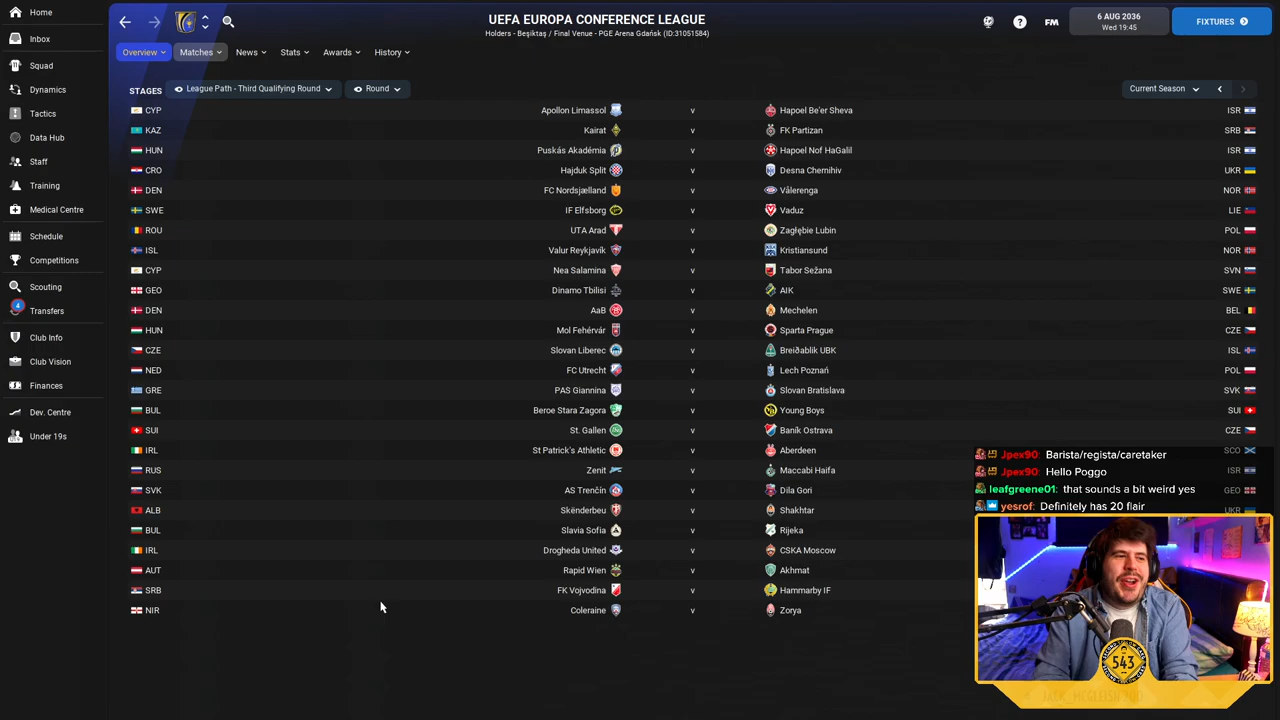 Home
Inbox
Squad
Dynamics
Tactics
Data Hub
Staff
Training
Medical Centre
Schedule
Competitions
Scouting
4
Transfers
Club Info
Club Vision
Finances
Dev. Centre
Under 19s
UEFA EUROPA CONFERENCE LEAGUE
Holders - Beşiktaş / Final Venue - PGE Arena Gdańsk (ID:31051584)
? FM
6 AUG 2036
Wed 19:45
FIXTURES
Overview Matches News Stats Awards History
STAGES League Path - Third Qualifying Round Round Current Season
CYP Apollon Limassol v Hapoel Be'er Sheva ISR
KAZ Kairat v FK Partizan SRB
HUN Puskás Akadémia v Hapoel Nof HaGalil ISR
CRO Hajduk Split v Desna Chernihiv UKR
DEN FC Nordsjælland v Vålerenga NOR
SWE IF Elfsborg v Vaduz LIE
ROU UTA Arad v Zagłębie Lubin POL
ISL Valur Reykjavík v Kristiansund NOR
CYP Nea Salamina v Tabor Sežana SVN
GEO Dinamo Tbilisi v AIK SWE
DEN AaB v Mechelen BEL
HUN Mol Fehérvár v Sparta Prague CZE
CZE Slovan Liberec v Breiðablik UBK ISL
NED FC Utrecht v Lech Poznań POL
GRE PAS Giannina v Slovan Bratislava SVK
BUL Beroe Stara Zagora v Young Boys SUI
SUI St. Gallen v Baník Ostrava CZE
IRL St Patrick's Athletic v Aberdeen SCO
RUS Zenit v Maccabi Haifa ISR
SVK AS Trenčín v Dila Gori GEO
ALB Skënderbeu v Shakhtar UKR
BUL Slavia Sofia v Rijeka
IRL Drogheda United v CSKA Moscow
AUT Rapid Wien v Akhmat
SRB FK Vojvodina v Hammarby IF
NIR Coleraine v Zorya
Jpex90: Barista/regista/caretaker
Jpex90: Hello Poggo
leafgreene01: that sounds a bit weird yes
yesrof: Definitely has 20 flair
543